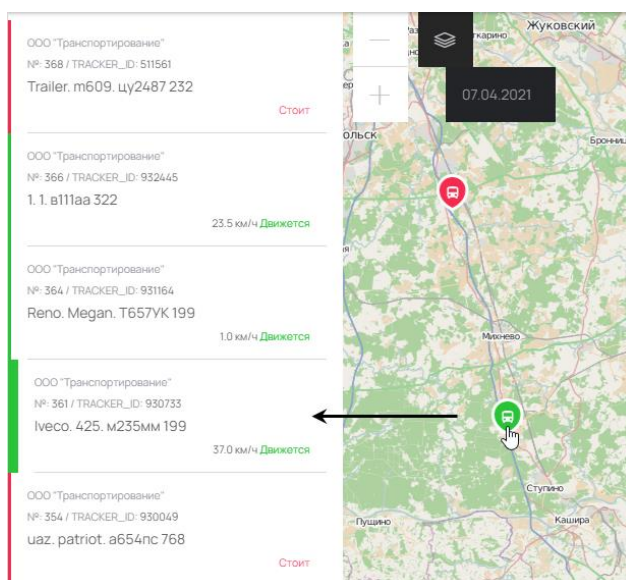 ООО "Транспортирование"
№: 368 / TRACKER_ID: 511561
Trailer. m609. цу2487 232
Стоит
ООО "Транспортирование"
№: 366 / TRACKER_ID: 932445
1. 1. в111аа 322
23.5 км/ч Движется
ООО "Транспортирование"
№: 364 / TRACKER_ID: 931164
Reno. Megan. Т657УК 199
1.0 км/ч Движется
ООО "Транспортирование"
№: 361 / TRACKER_ID: 930733
Iveco. 425. м235мм 199
37.0 км/ч Движется
ООО "Транспортирование"
№: 354 / TRACKER_ID: 930049
uaz. patriot. а654пс 768
Стоит
Жуковский
07.04.2021
Михнево
Ступино
Пущино
Кашира